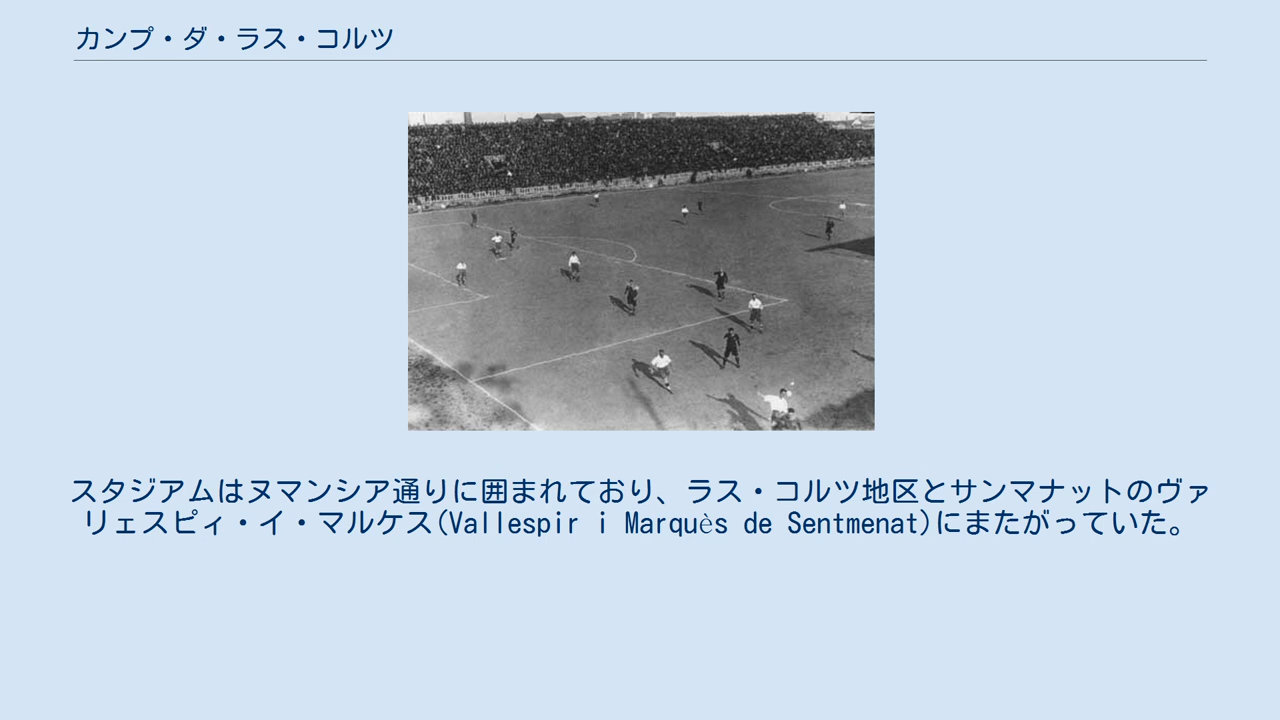 カンプ・ダ・ラス・コルツ
スタジアムはヌマンシア通りに囲まれており、ラス・コルツ地区とサンマナットのヴァ
リェスピィ・イ・マルケス(Vallespir i Marquès de Sentmenat)にまたがっていた。